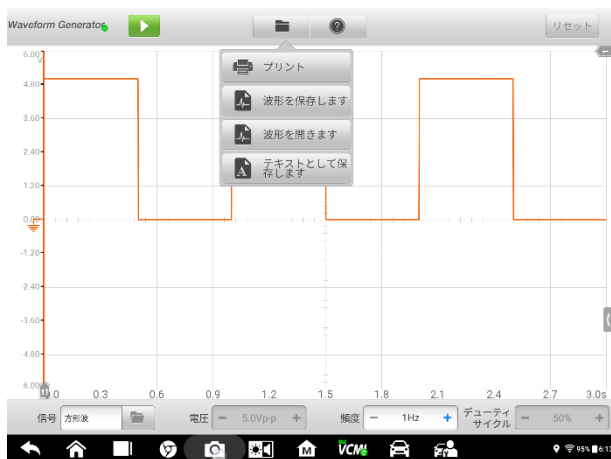 Waveform Generator
リセット
プリント
波形を保存します
波形を開きます
テキストとして保
存します
6.00
V
4.80
3.60
2.40
1.20
0.00
-1.20
-2.40
-3.60
-4.80
6.00
0.0 0.3 0.6 0.9 1.2 1.5 1.8 2.1 2.4 2.7 3.0s
信号 方形波 電圧 - 5.0Vp-p + 頻度 - 1Hz + デューティ
サイクル - 50% +
M VCMI 95%